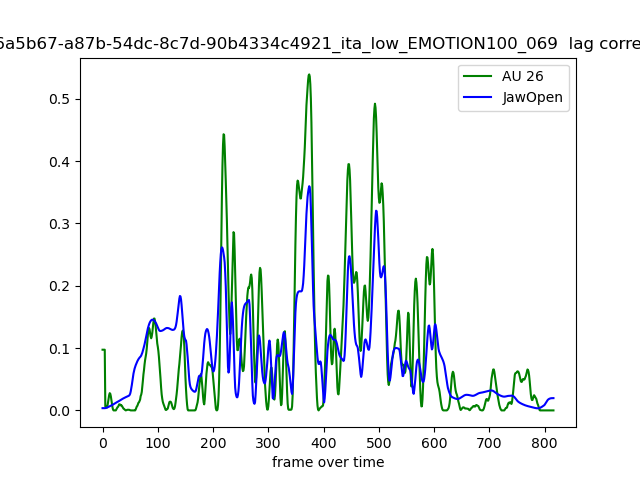 6a5b67-a87b-54dc-8c7d-90b4334c4921_ita_low_EMOTION100_069 lag corre
AU 26
JawOpen
0.5
0.4
0.3
0.2
0.1
0.0
0 100 200 300 400 500 600 700 800
frame over time